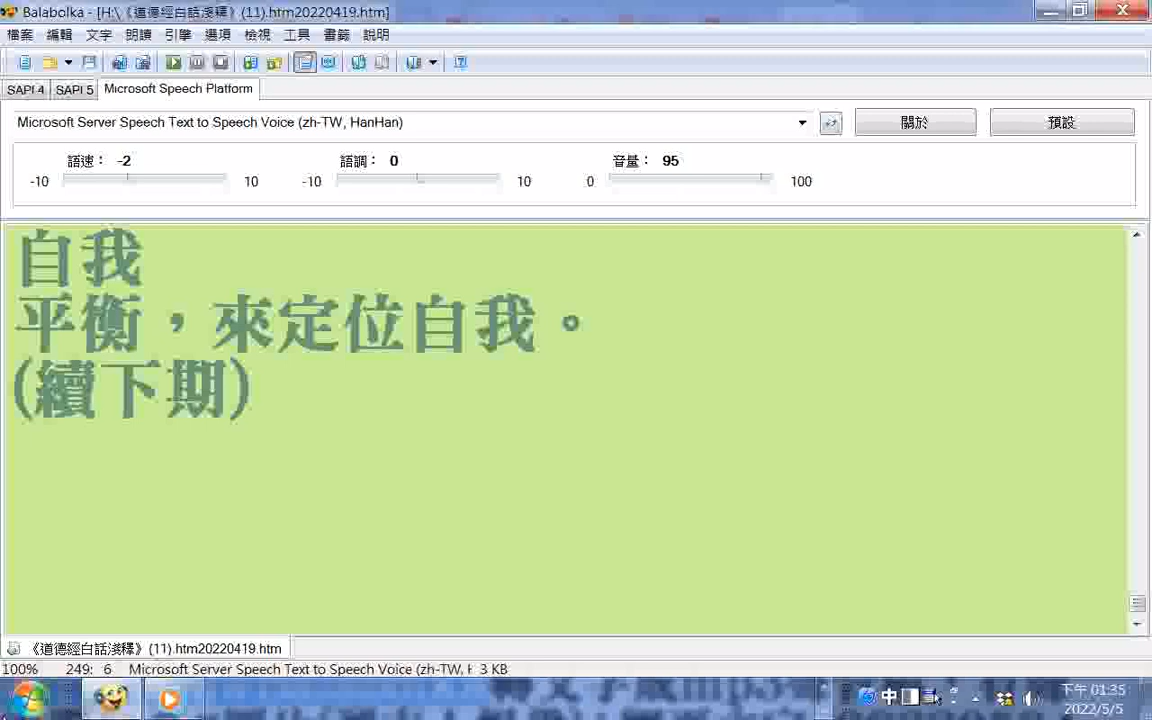 Balabolka - [H:\《道德經白話淺釋》(11).htm20220419.htm]
檔案 編輯 文字 朗讀 引擎 選項 檢視 工具 書籤 說明
SAPI 4 SAPI 5 Microsoft Speech Platform
Microsoft Server Speech Text to Speech Voice (zh-TW, HanHan) 關於 預設
語速： -2 語調： 0 音量： 95
-10 10 -10 10 0 100
自我
平衡，來定位自我。
(續下期)
《道德經白話淺釋》(11).htm20220419.htm
100% 249: 6 Microsoft Server Speech Text to Speech Voice (zh-TW, H 3 KB
中 下午 01:35
2022/5/5